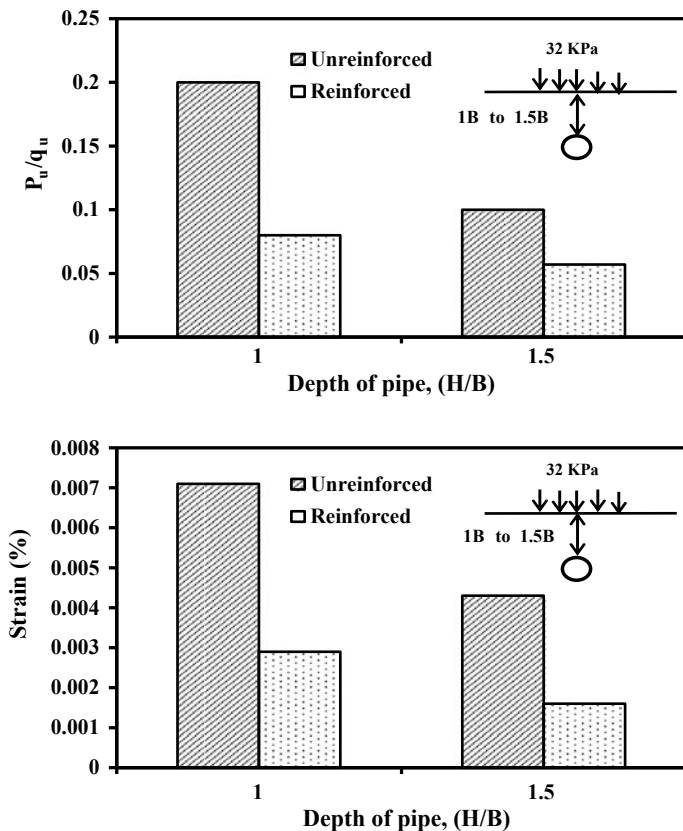 0.25
0.2
0.15
0.1
0.05
0
Pu/qu
Unreinforced
Reinforced
32 KPa
1B to 1.5B
1
1.5
Depth of pipe, (H/B)
0.008
0.007
0.006
0.005
0.004
0.003
0.002
0.001
0
Strain (%)
Unreinforced
Reinforced
32 KPa
1B to 1.5B
1
1.5
Depth of pipe, (H/B)